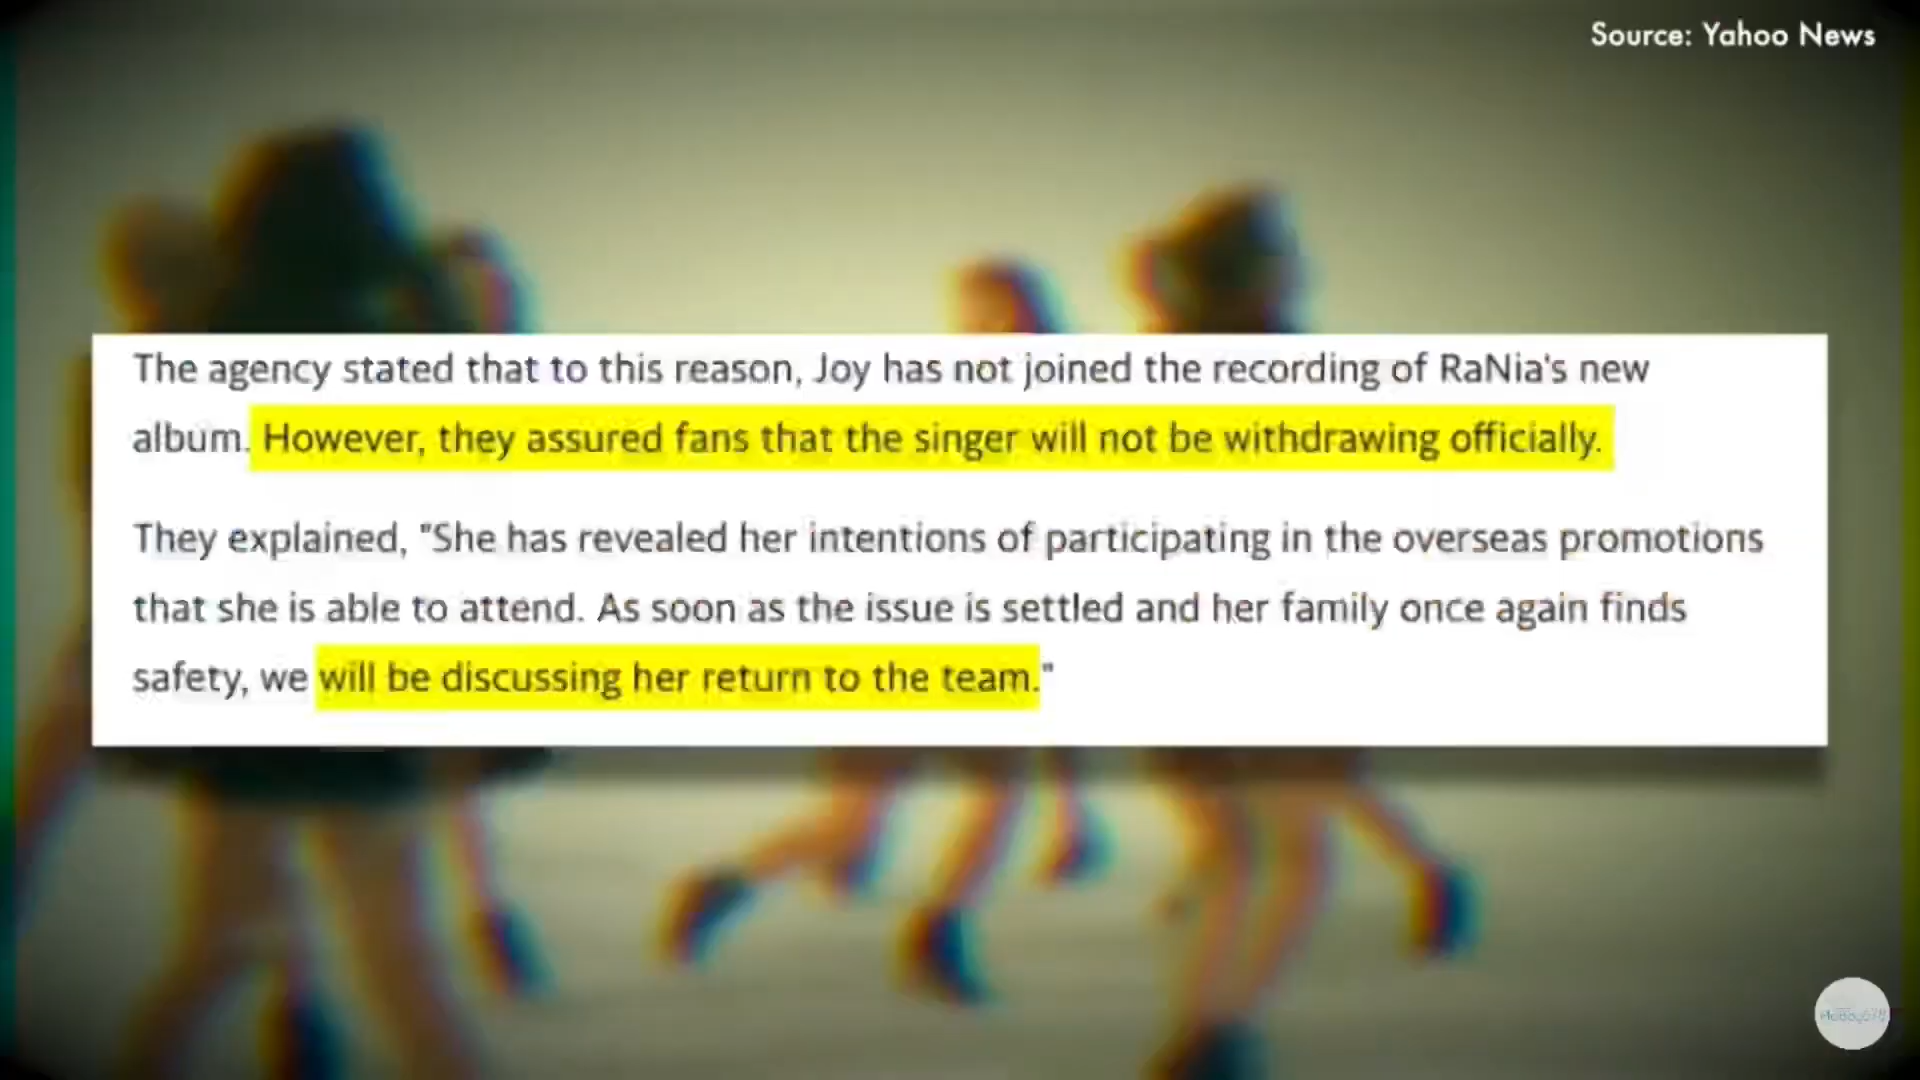 Source: Yahoo News
The agency stated that to this reason, Joy has not joined the recording of RaNia's new
album. However, they assured fans that the singer will not be withdrawing officially.
They explained, "She has revealed her intentions of participating in the overseas promotions
that she is able to attend. As soon as the issue is settled and her family once again finds
safety, we will be discussing her return to the team."